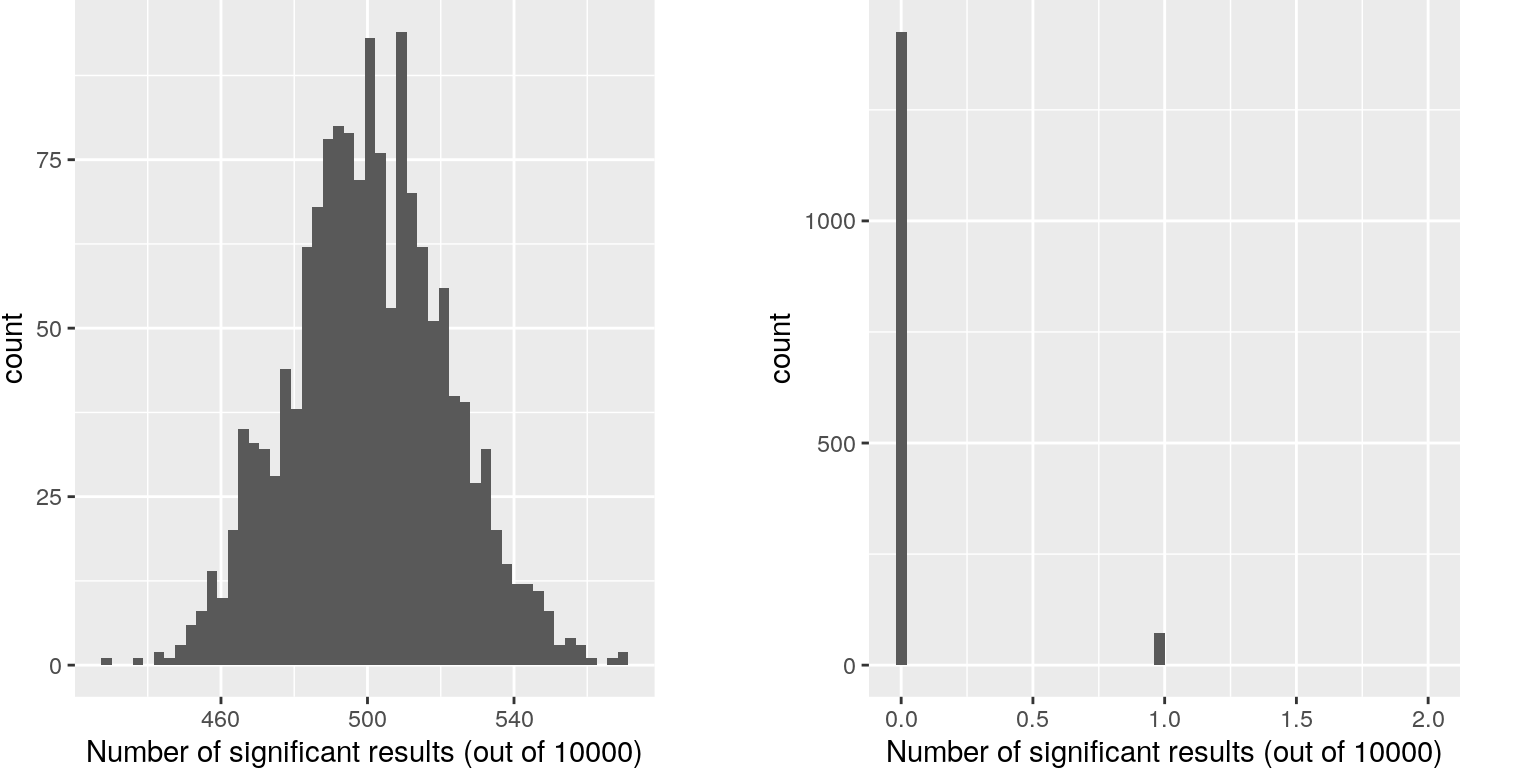 count
75
50
25
0
460 500 540
Number of significant results (out of 10000)
count
1000
500
0
0.0 0.5 1.0 1.5 2.0
Number of significant results (out of 10000)